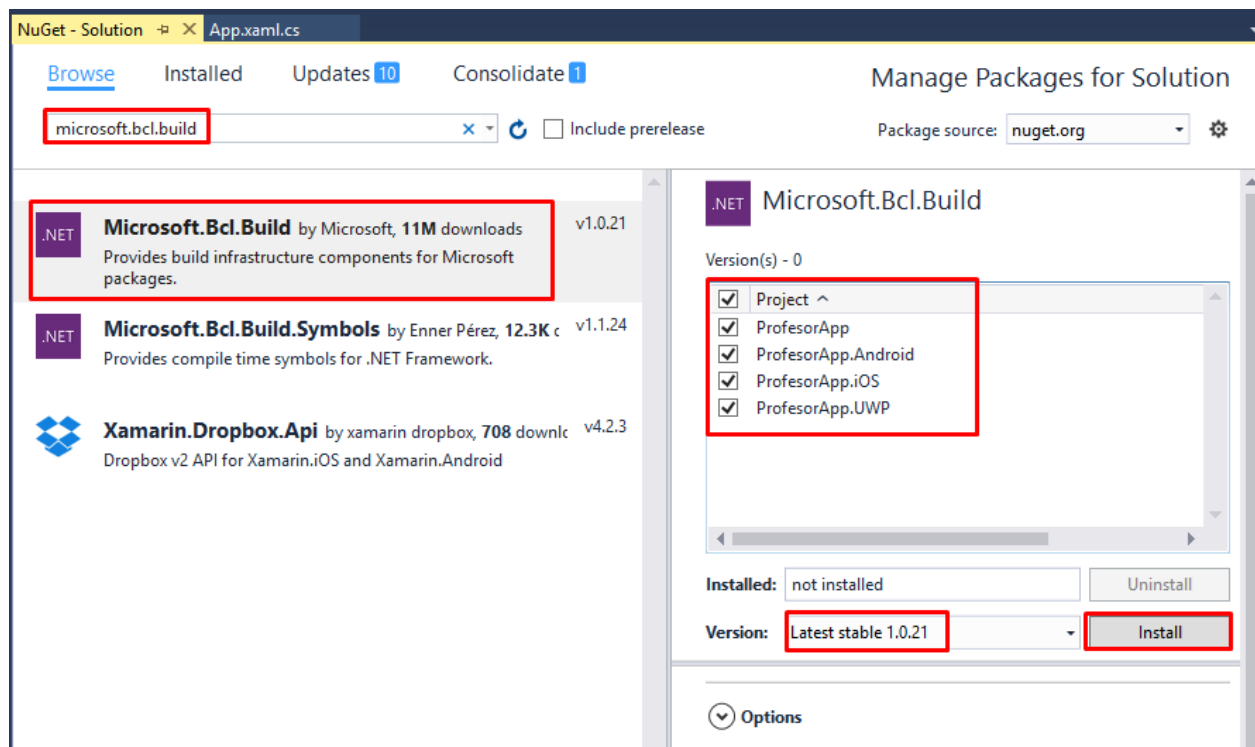 NuGet - Solution
App.xaml.cs
Browse Installed Updates 10 Consolidate 1
Manage Packages for Solution
microsoft.bcl.build
Include prerelease
Package source: nuget.org
.NET
Microsoft.Bcl.Build by Microsoft, 11M downloads
v1.0.21
Provides build infrastructure components for Microsoft
packages.
.NET
Microsoft.Bcl.Build.Symbols by Enner Pérez, 12.3K
v1.1.24
Provides compile time symbols for .NET Framework.
Xamarin.Dropbox.Api by xamarin dropbox, 708
v4.2.3
Dropbox v2 API for Xamarin.iOS and Xamarin.Android
.NET
Microsoft.Bcl.Build
Version(s) - 0
Project
ProfesorApp
ProfesorApp.Android
ProfesorApp.iOS
ProfesorApp.UWP
Installed: not installed Uninstall
Version: Latest stable 1.0.21 Install
Options